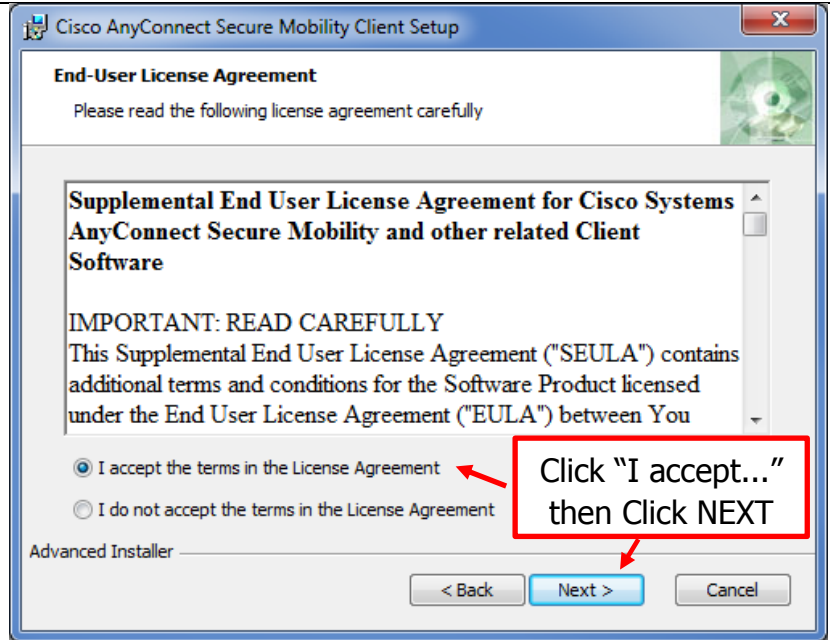 Cisco AnyConnect Secure Mobility Client Setup
End-User License Agreement
Please read the following license agreement carefully
Supplemental End User License Agreement for Cisco Systems
AnyConnect Secure Mobility and other related Client
Software
IMPORTANT: READ CAREFULLY
This Supplemental End User License Agreement ("SEULA") contains
additional terms and conditions for the Software Product licensed
under the End User License Agreement ("EULA") between You
I accept the terms in the License Agreement
I do not accept the terms in the License Agreement
Click “I accept...”
then Click NEXT
Advanced Installer
< Back Next > Cancel